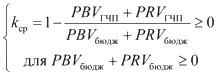 k_ср = 1 − (PBV_ГЧП + PRV_ГЧП) / (PBV_бюдж + PRV_бюдж) ≥ 0
для PBV_бюдж + PRV_бюдж ≥ 0